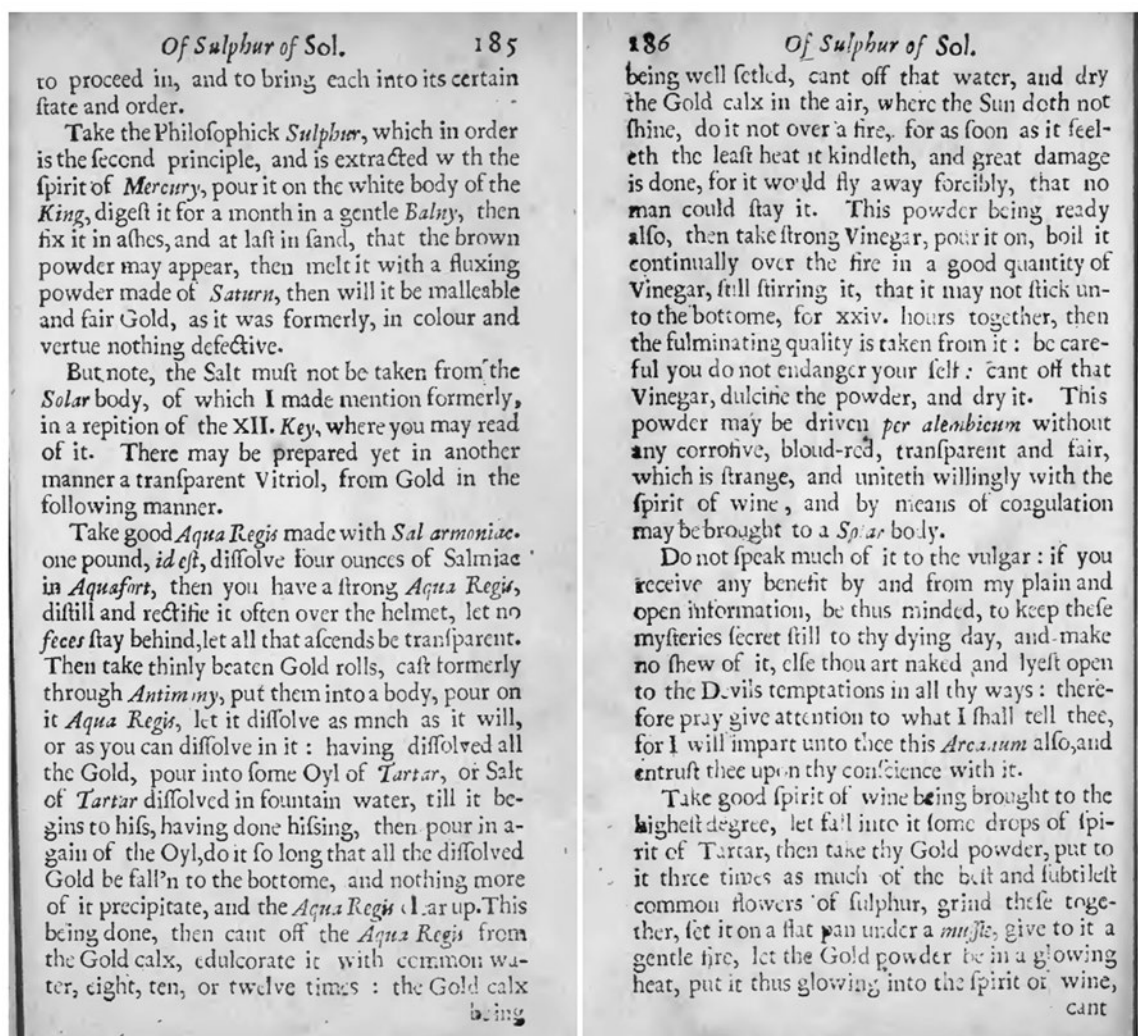 Of Sulphur of Sol. 185
to proceed in, and to bring each into its certain
ſtate and order.
Take the Philoſophick Sulphur, which in order
is the ſecond principle, and is extracted w th the
ſpirit of Mercury, pour it on the white body of the
King, digeſt it for a month in a gentle Balny, then
fix it in aſhes, and at laſt in ſand, that the brown
powder may appear, then melt it with a fluxing
powder made of Saturn, then will it be malleable
and fair Gold, as it was formerly, in colour and
vertue nothing defective.
But note, the Salt muſt not be taken from the
Solar body, of which I made mention formerly,
in a repition of the XII. Key, where you may read
of it. There may be prepared yet in another
manner a tranſparent Vitriol, from Gold in the
following manner.
Take good Aqua Regis made with Sal armoniac.
one pound, id eſt, diſſolve four ounces of Salmiac
in Aquafort, then you have a ſtrong Aqua Regis,
diſtill and rectifie it often over the helmet, let no
feces ſtay behind, let all that aſcends be tranſparent.
Then take thinly beaten Gold rolls, caſt formerly
through Antimmy, put them into a body, pour on
it Aqua Regis, let it diſſolve as mnch as it will,
or as you can diſſolve in it : having diſſolved all
the Gold, pour into ſome Oyl of Tartar, or Salt
of Tartar diſſolved in fountain water, till it be-
gins to hiſs, having done hiſsing, then pour in a-
gain of the Oyl, do it ſo long that all the diſſolved
Gold be fall'n to the bottome, and nothing more
of it precipitate, and the Aqua Regis clear up. This
being done, then cant off the Aqua Regis from
the Gold calx, edulcorate it with common wa-
ter, eight, ten, or twelve times : the Gold calx
being
186 Of Sulphur of Sol.
being well ſetled, cant off that water, and dry
the Gold calx in the air, where the Sun doth not
ſhine, do it not over a fire, for as ſoon as it feel-
eth the leaſt heat it kindleth, and great damage
is done, for it would fly away forcibly, that no
man could ſtay it. This powder being ready
alſo, then take ſtrong Vinegar, pour it on, boil it
continually over the fire in a good quantity of
Vinegar, ſtill ſtirring it, that it may not ſtick un-
to the bottome, for xxiv. hours together, then
the fulminating quality is taken from it : be care-
ful you do not endanger your ſelf : cant off that
Vinegar, dulcifie the powder, and dry it. This
powder may be driven per alembicum without
any corroſive, bloud-red, tranſparent and fair,
which is ſtrange, and uniteth willingly with the
ſpirit of wine, and by means of coagulation
may be brought to a Solar body.
Do not ſpeak much of it to the vulgar : if you
receive any benefit by and from my plain and
open information, be thus minded, to keep theſe
myſteries ſecret ſtill to thy dying day, and make
no ſhew of it, elſe thou art naked and lyeſt open
to the Devils temptations in all thy ways : there-
fore pray give attention to what I ſhall tell thee,
for I will impart unto thee this Arcanum alſo, and
entruſt thee upon thy conſcience with it.
Take good ſpirit of wine being brought to the
higheſt degree, let fall into it ſome drops of ſpi-
rit of Tartar, then take thy Gold powder, put to
it three times as much of the beſt and ſubtileſt
common flowers of ſulphur, grind theſe toge-
ther, ſet it on a flat pan under a muffle, give to it a
gentle fire, let the Gold powder be in a glowing
heat, put it thus glowing into the ſpirit of wine,
cant